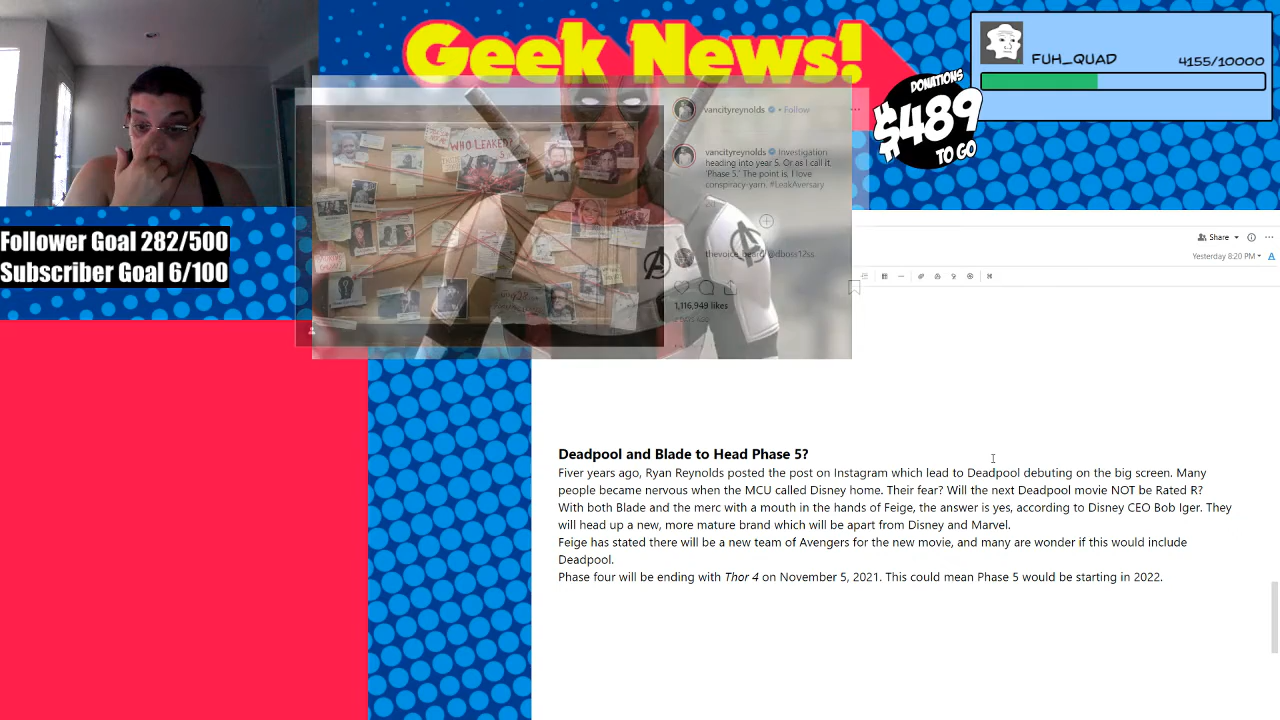 Geek News!
FUH_QUAD
4155/10000
DONATIONS
$489
TO GO
Follower Goal 282/500
Subscriber Goal 6/100
WHO LEAKED?
vancityreynolds • Follow
vancityreynolds Investigation
heading into year 5. Or as I call it,
'Phase 5.' The point is, I love
conspiracy-yarn. #LeakAversary
thevoice_beard @dboss12ss
1,116,949 likes
Share
Yesterday 8:20 PM
A
Deadpool and Blade to Head Phase 5?
Fiver years ago, Ryan Reynolds posted the post on Instagram which lead to Deadpool debuting on the big screen. Many
people became nervous when the MCU called Disney home. Their fear? Will the next Deadpool movie NOT be Rated R?
With both Blade and the merc with a mouth in the hands of Feige, the answer is yes, according to Disney CEO Bob Iger. They
will head up a new, more mature brand which will be apart from Disney and Marvel.
Feige has stated there will be a new team of Avengers for the new movie, and many are wonder if this would include
Deadpool.
Phase four will be ending with Thor 4 on November 5, 2021. This could mean Phase 5 would be starting in 2022.